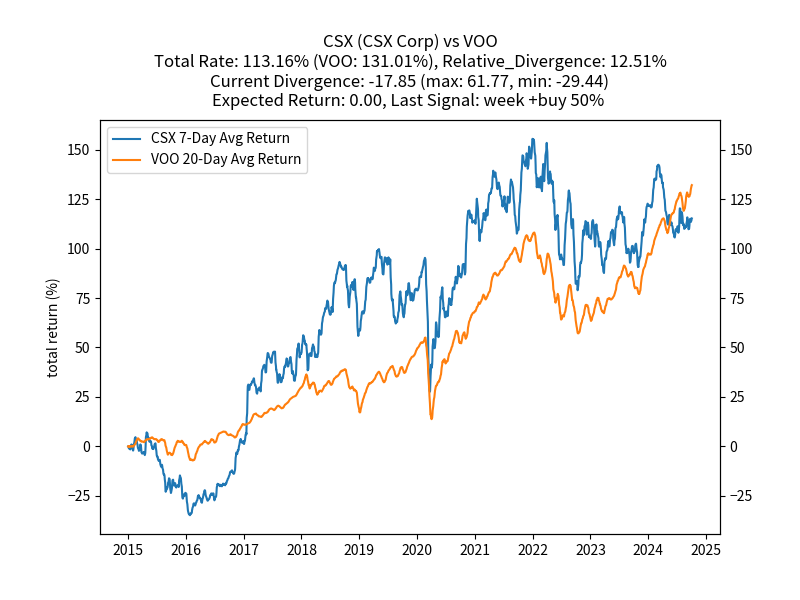 CSX (CSX Corp) vs VOO
Total Rate: 113.16% (VOO: 131.01%), Relative_Divergence: 12.51%
Current Divergence: -17.85 (max: 61.77, min: -29.44)
Expected Return: 0.00, Last Signal: week +buy 50%
CSX 7-Day Avg Return
VOO 20-Day Avg Return
total return (%)
150
125
100
75
50
25
0
−25
150
125
100
75
50
25
0
−25
2015 2016 2017 2018 2019 2020 2021 2022 2023 2024 2025